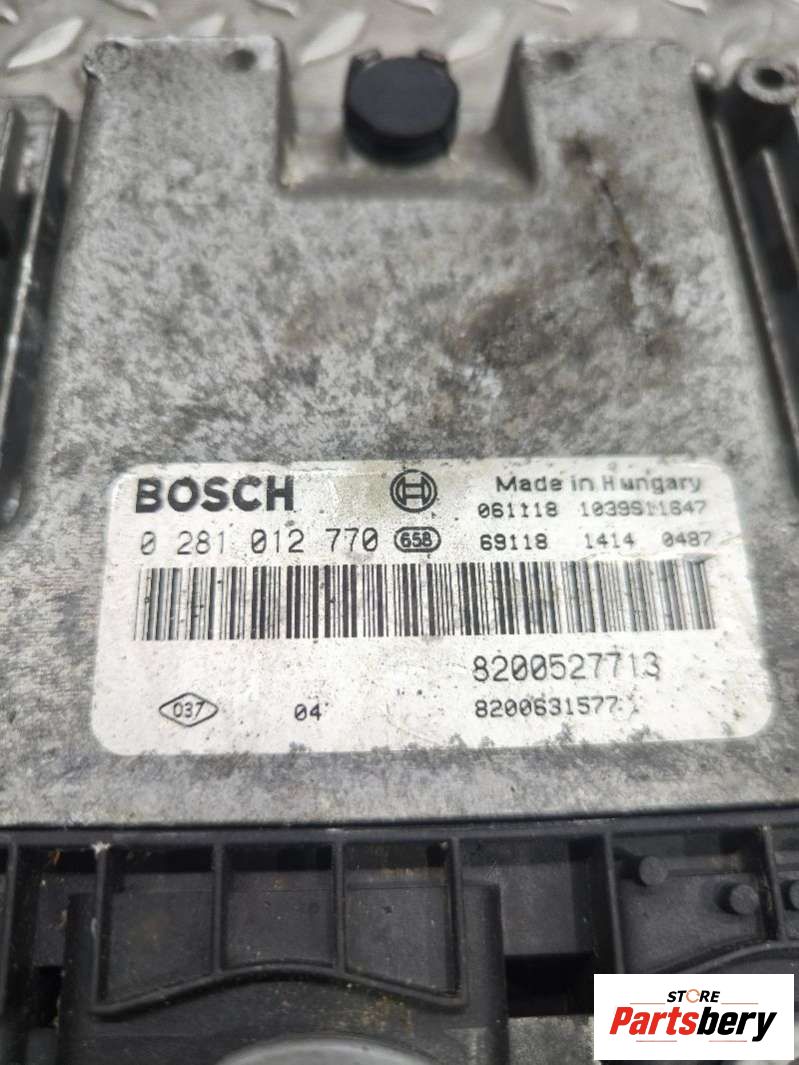 BOSCH
Made in Hungary
061118 1039S11647
0 281 012 770 658
69118 1414 0487
8200527713
D37 04 8200631577
STORE
Partsbery